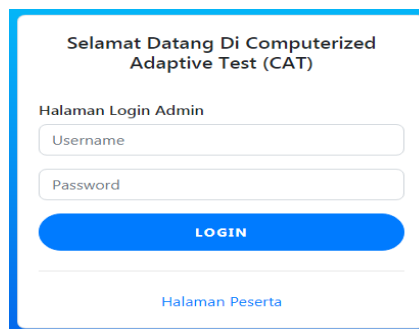 Selamat Datang Di Computerized
Adaptive Test (CAT)
Halaman Login Admin
Username
Password
LOGIN
Halaman Peserta